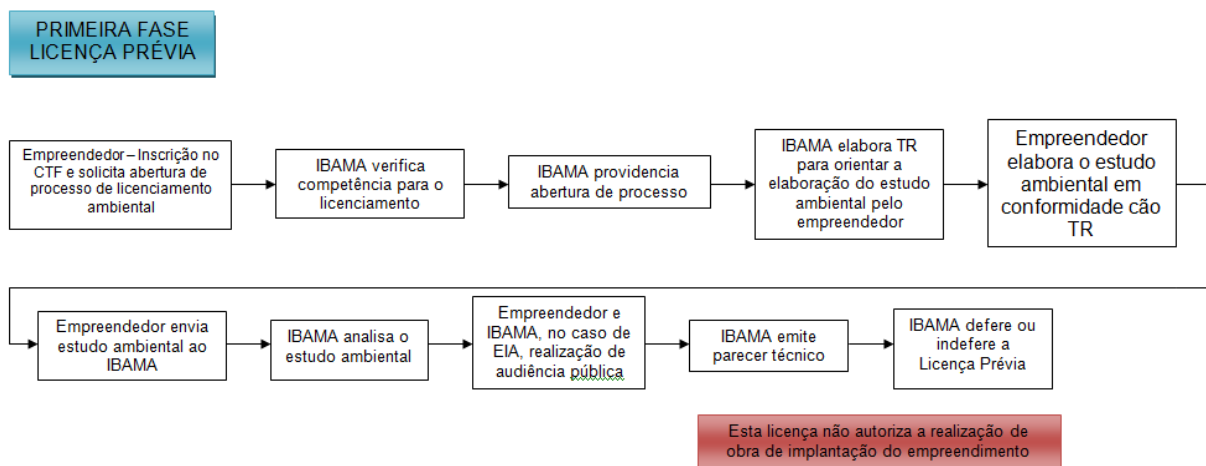 PRIMEIRA FASE
LICENÇA PRÉVIA
Empreendedor – Inscrição no
CTF e solicita abertura de
processo de licenciamento
ambiental
IBAMA verifica
competência para o
licenciamento
IBAMA providencia
abertura de processo
IBAMA elabora TR
para orientar a
elaboração do estudo
ambiental pelo
empreendedor
Empreendedor
elabora o estudo
ambiental em
conformidade cão
TR
Empreendedor envia
estudo ambiental ao
IBAMA
IBAMA analisa o
estudo ambiental
Empreendedor e
IBAMA, no caso de
EIA, realização de
audiência pública
IBAMA emite
parecer técnico
IBAMA defere ou
indefere a
Licença Prévia
Esta licença não autoriza a realização de
obra de implantação do empreendimento